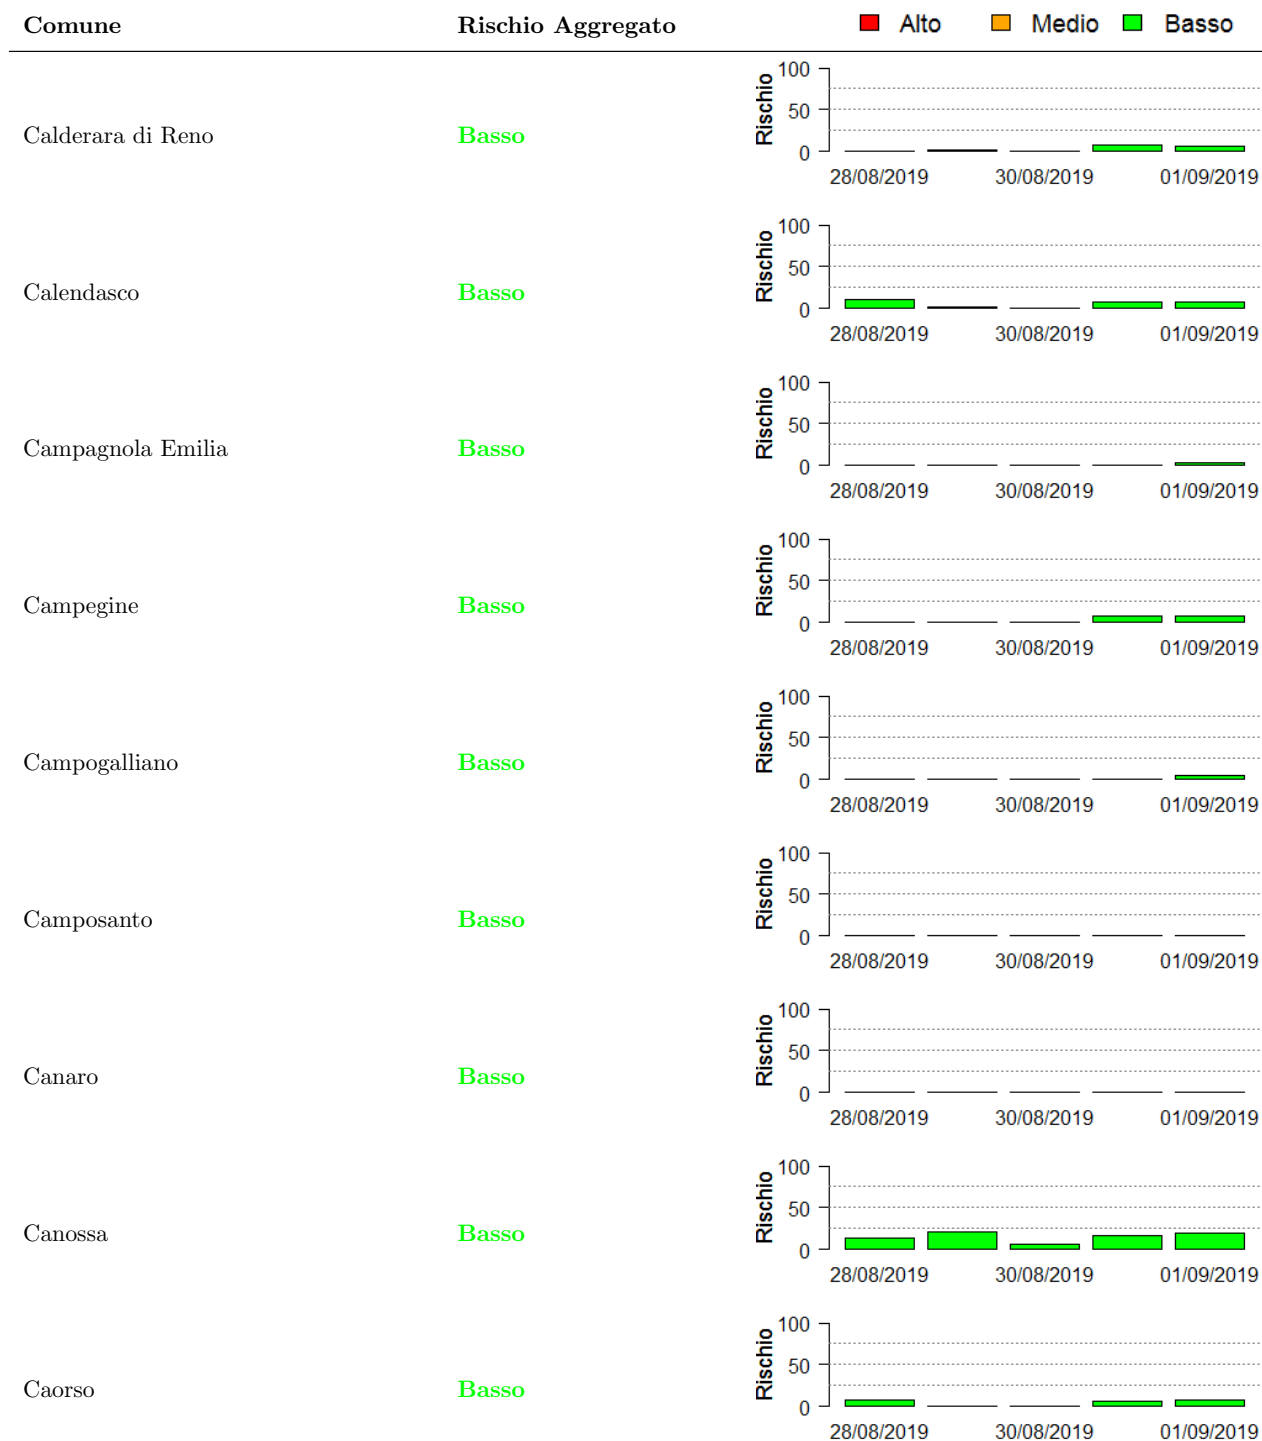 Comune Rischio Aggregato Alto Medio Basso
100
50
0
Rischio
Calderara di Reno Basso
28/08/2019 30/08/2019 01/09/2019
100
50
0
Rischio
Calendasco Basso
28/08/2019 30/08/2019 01/09/2019
100
50
0
Rischio
Campagnola Emilia Basso
28/08/2019 30/08/2019 01/09/2019
100
50
0
Rischio
Campegine Basso
28/08/2019 30/08/2019 01/09/2019
100
50
0
Rischio
Campogalliano Basso
28/08/2019 30/08/2019 01/09/2019
100
50
0
Rischio
Camposanto Basso
28/08/2019 30/08/2019 01/09/2019
100
50
0
Rischio
Canaro Basso
28/08/2019 30/08/2019 01/09/2019
100
50
0
Rischio
Canossa Basso
28/08/2019 30/08/2019 01/09/2019
100
50
0
Rischio
Caorso Basso
28/08/2019 30/08/2019 01/09/2019